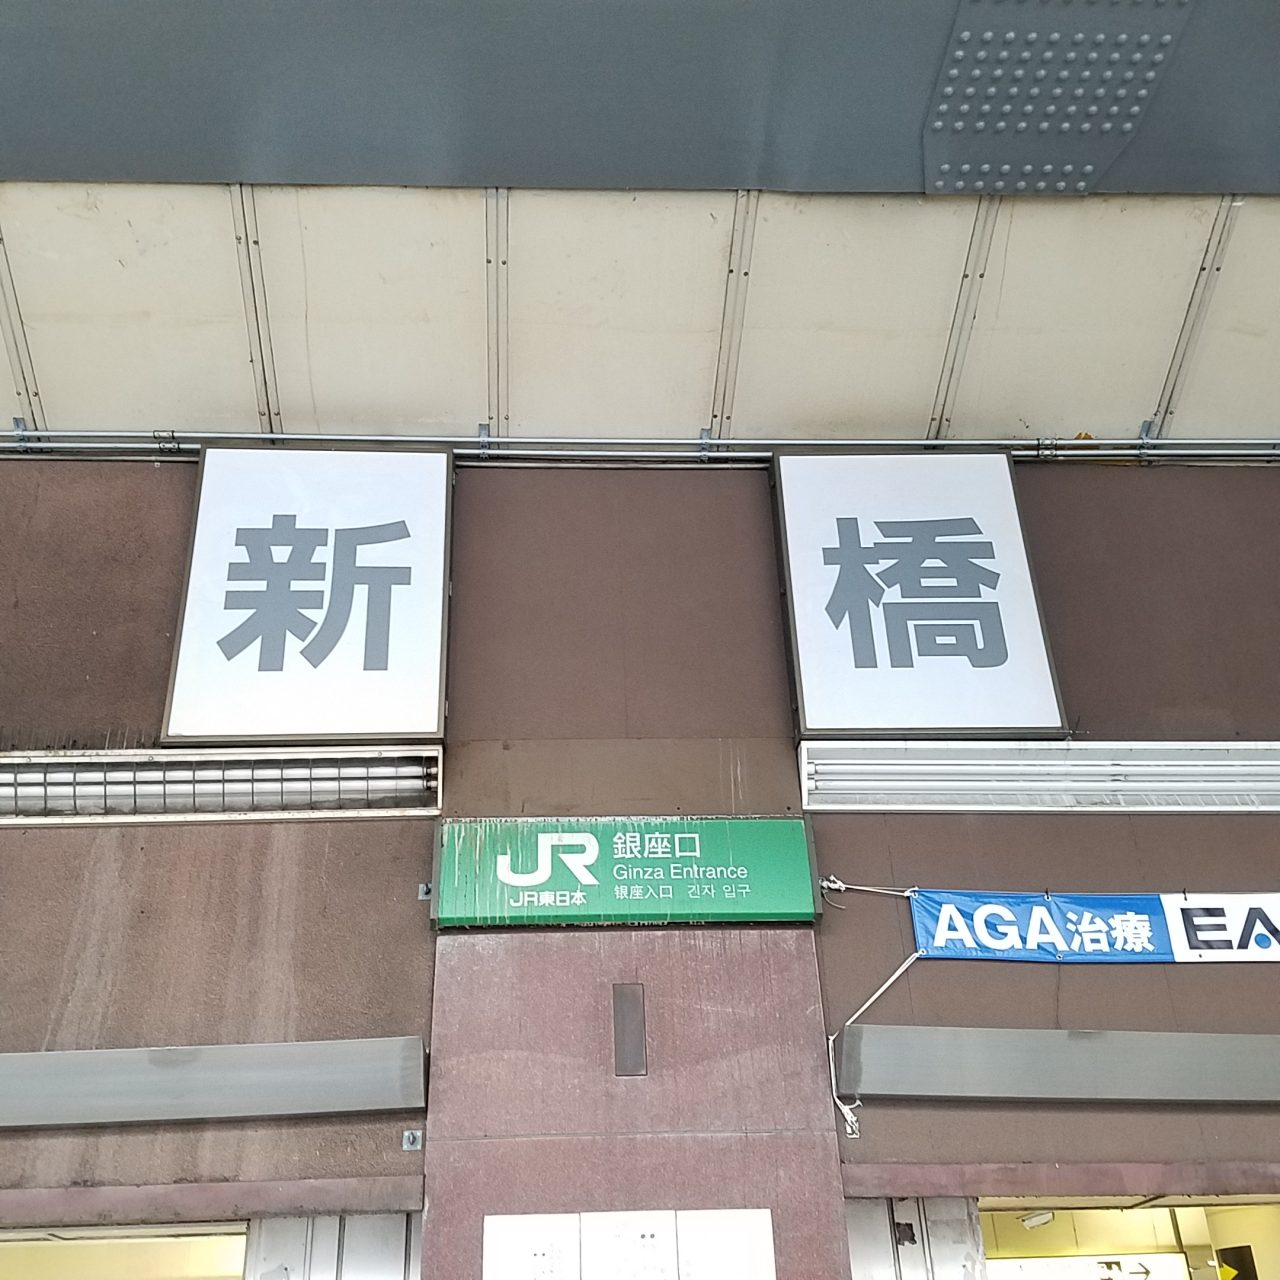 新橋
JR
JR東日本
銀座口
Ginza Entrance
银座入口 긴자 입구
AGA治療
EA